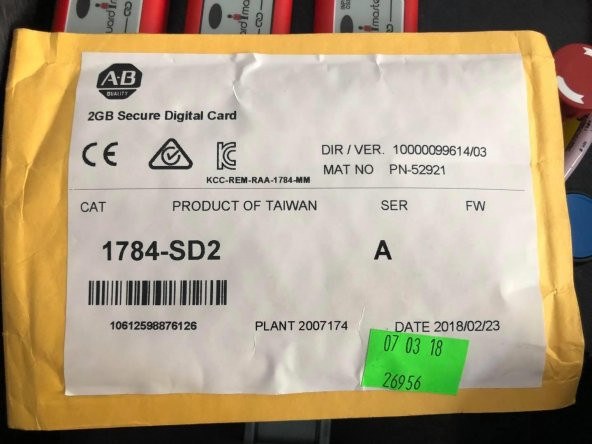 A-B
QUALITY
2GB Secure Digital Card
CE
DIR / VER. 10000099614/03
MAT NO PN-52921
KCC-REM-RAA-1784-MM
CAT PRODUCT OF TAIWAN SER FW
1784-SD2 A
10612598876126 PLANT 2007174 DATE 2018/02/23
07 03 18
26956